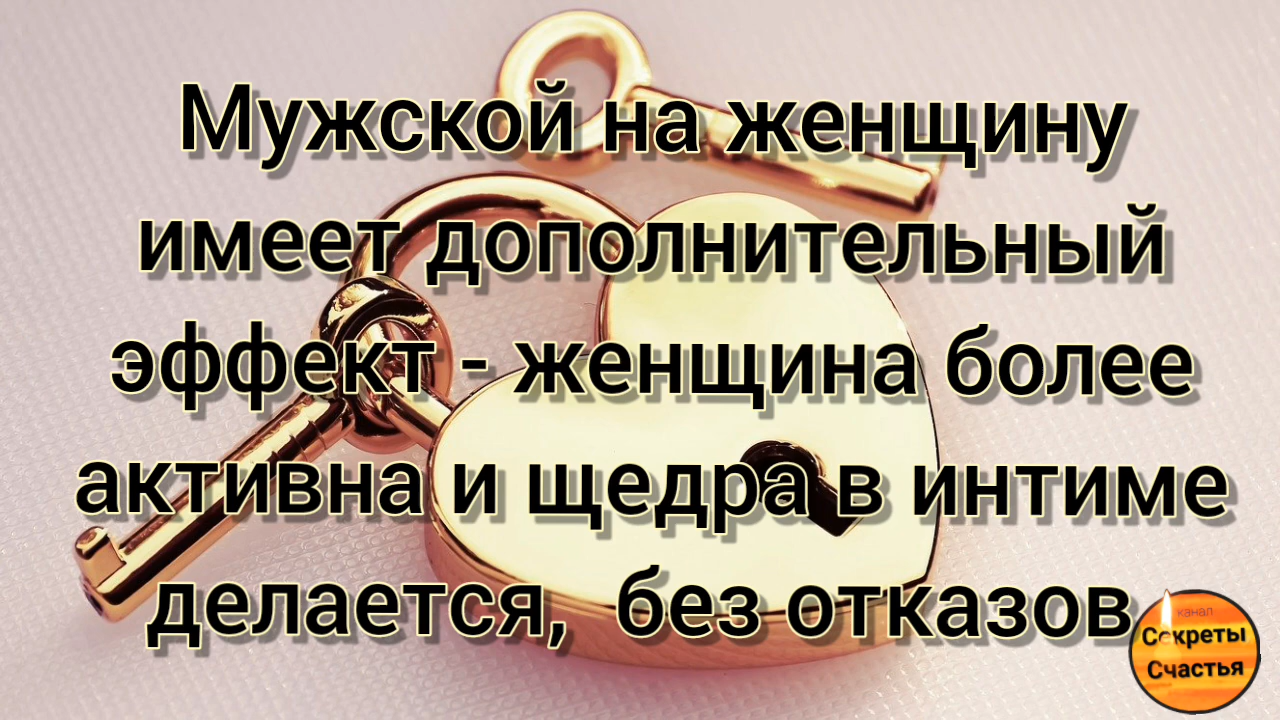 Мужской на женщину
имеет дополнительный
эффект - женщина более
активна и щедра в интиме
делается, без отказов
канал
Секреты
Счастья